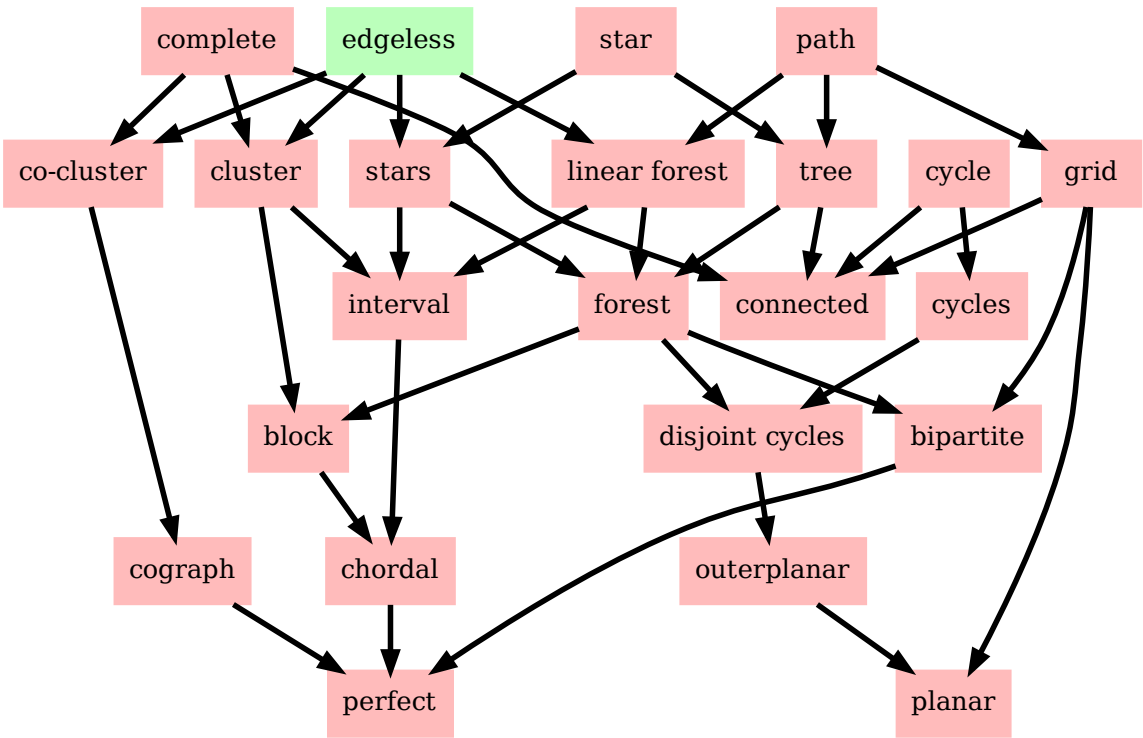 complete
edgeless
star
path
co-cluster
cluster
stars
linear forest
tree
cycle
grid
interval
forest
connected
cycles
block
disjoint cycles
bipartite
cograph
chordal
outerplanar
perfect
planar